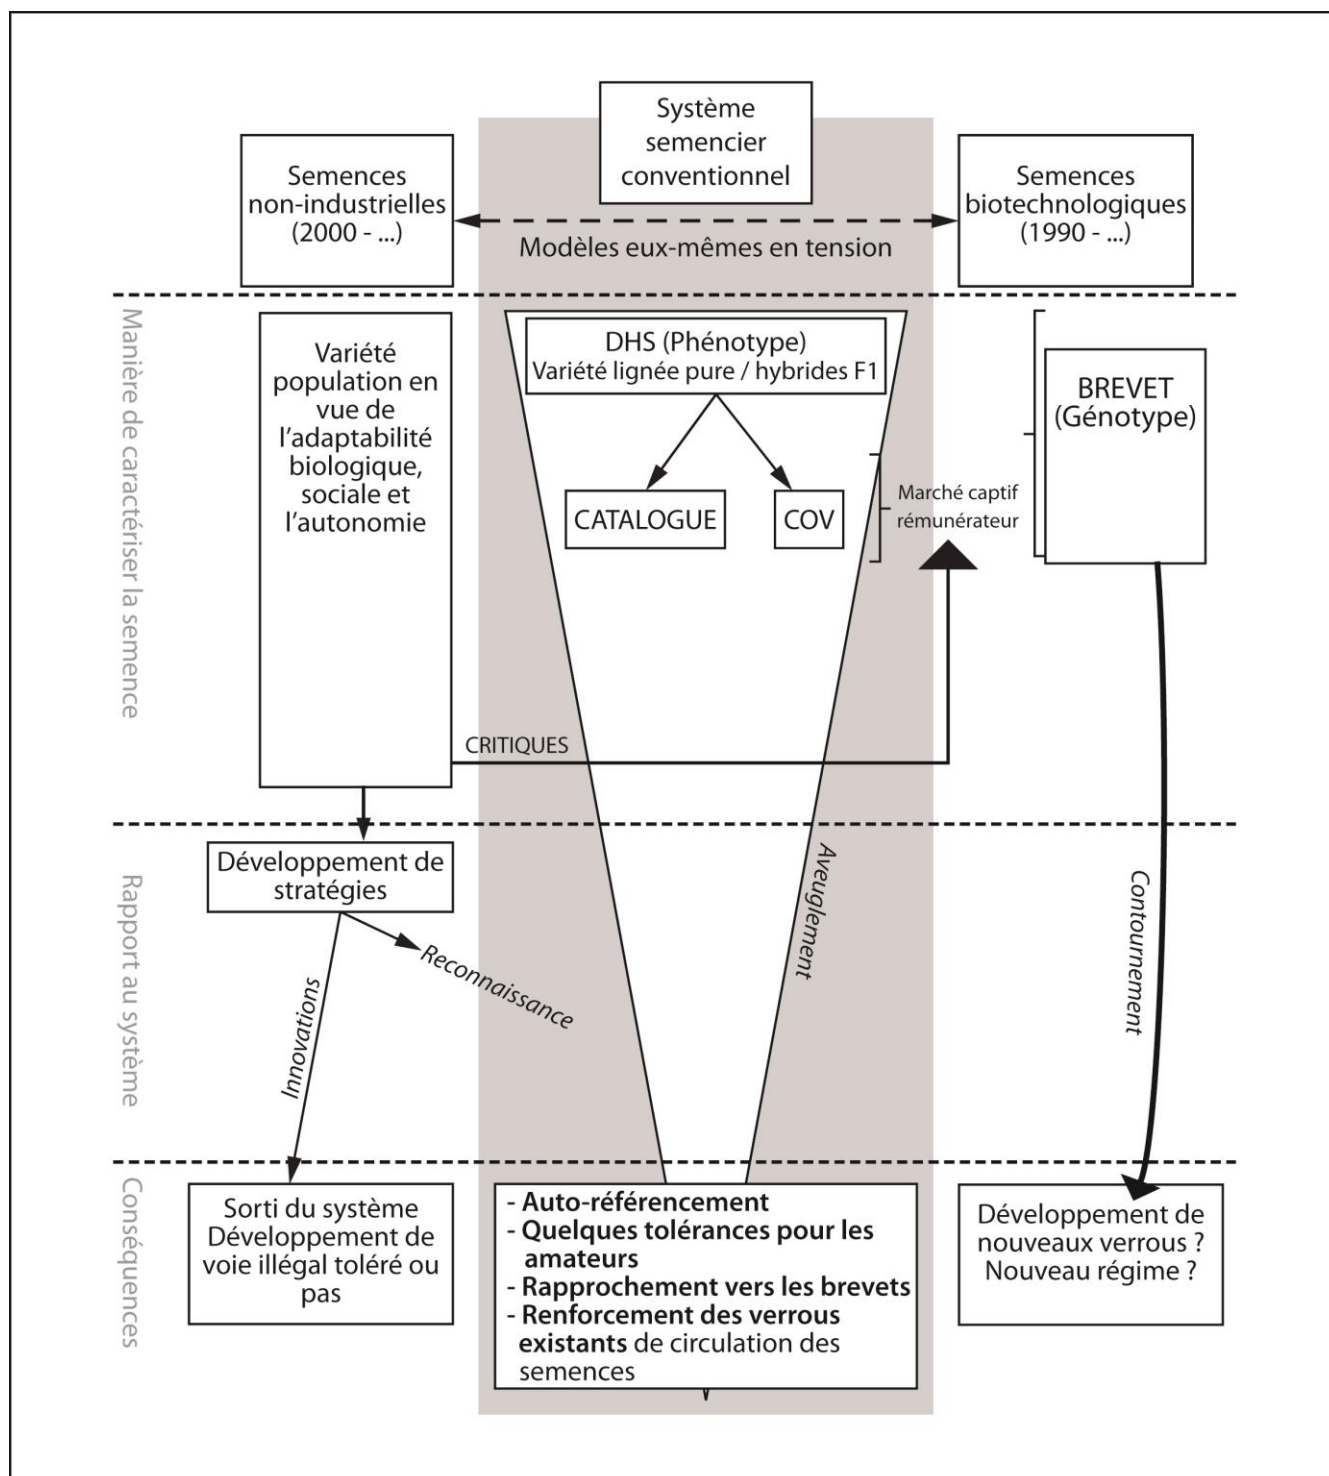 Système
semencier
conventionnel
Semences
non-industrielles
(2000 - ...)
Semences
biotechnologiques
(1990 - ...)
Modèles eux-mêmes en tension
Manière de caractériser la semence
Variété
population en
vue de
l'adaptabilité
biologique,
sociale et
l'autonomie
DHS (Phénotype)
Variété lignée pure / hybrides F1
CATALOGUE
COV
Marché captif
rémunérateur
BREVET
(Génotype)
CRITIQUES
Rapport au système
Développement de
stratégies
Reconnaissance
Innovations
Aveuglement
Contournement
Conséquences
Sorti du système
Développement de
voie illégal toléré ou
pas
- Auto-référencement
- Quelques tolérances pour les
amateurs
- Rapprochement vers les brevets
- Renforcement des verrous
existants de circulation des
semences
Développement de
nouveaux verrous ?
Nouveau régime ?